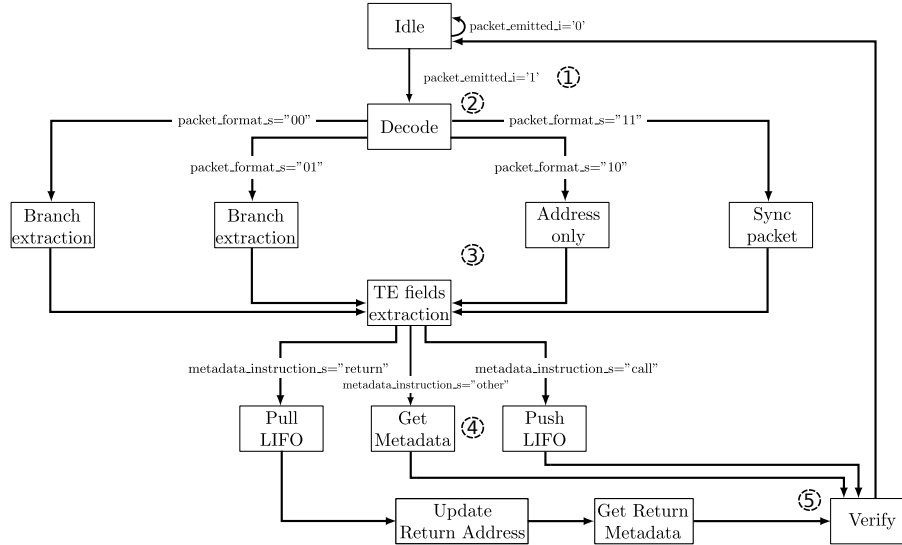 Idle
packet_emitted_i='0'
packet_emitted_i='1'
1
2
Decode
packet_format_s="00"
packet_format_s="11"
packet_format_s="01"
packet_format_s="10"
Branch
extraction
Branch
extraction
Address
only
Sync
packet
3
TE fields
extraction
metadata_instruction_s="return"
metadata_instruction_s="other"
metadata_instruction_s="call"
Pull
LIFO
Get
Metadata
4
Push
LIFO
Update
Return Address
Get Return
Metadata
5
Verify